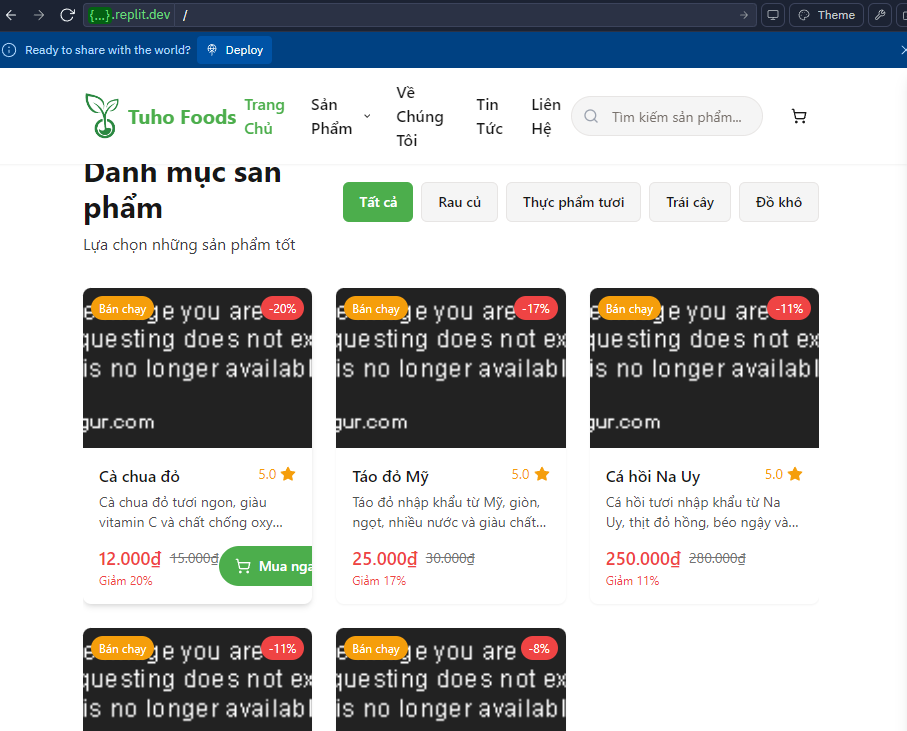 {...}.replit.dev /
Theme
Ready to share with the world? Deploy
Tuho Foods
Trang Chủ
Sản Phẩm
Về Chúng Tôi
Tin Tức
Liên Hệ
Tìm kiếm sản phẩm...
Danh mục sản
phẩm
Lựa chọn những sản phẩm tốt
Tất cả
Rau củ
Thực phẩm tươi
Trái cây
Đồ khô
Bán chạy
-20%
ge you are
questing does not ex
is no longer availabl
gur.com
Cà chua đỏ
5.0
Cà chua đỏ tươi ngon, giàu
vitamin C và chất chống oxy...
12.000₫ 15.000₫
Giảm 20%
Mua nga
Bán chạy
-17%
ge you are
questing does not ex
is no longer availabl
gur.com
Táo đỏ Mỹ
5.0
Táo đỏ nhập khẩu từ Mỹ, giòn,
ngọt, nhiều nước và giàu chất...
25.000₫ 30.000₫
Giảm 17%
Bán chạy
-11%
ge you are
questing does not ex
is no longer availabl
gur.com
Cá hồi Na Uy
5.0
Cá hồi tươi nhập khẩu từ Na
Uy, thịt đỏ hồng, béo ngậy và...
250.000₫ 280.000₫
Giảm 11%
Bán chạy
-11%
ge you are
questing does not ex
is no longer availabl
Bán chạy
-8%
ge you are
questing does not ex
is no longer availabl